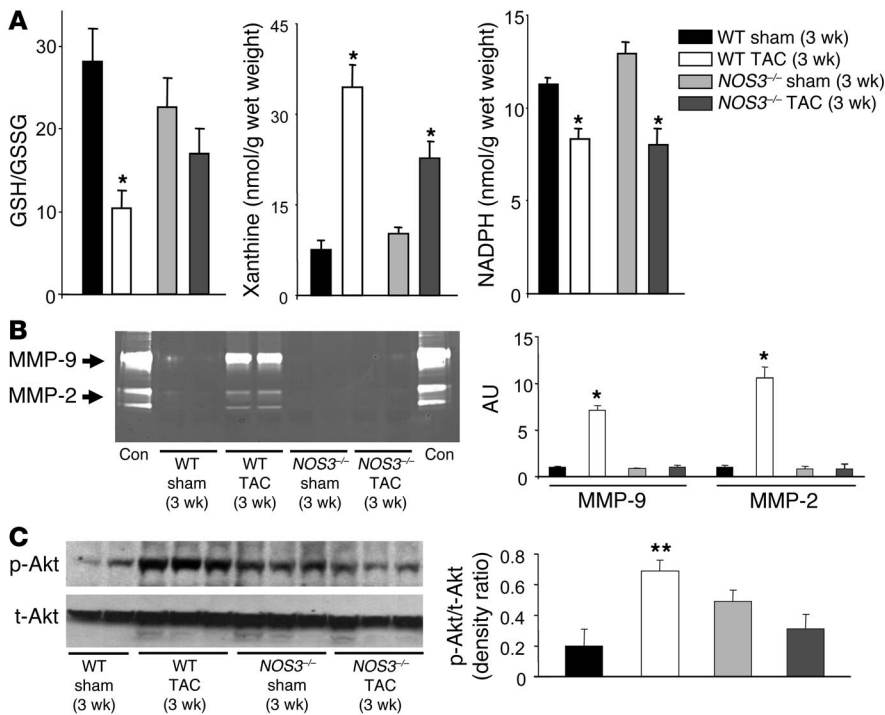 A
GSH/GSSG
30
20
10
0
*
Xanthine (nmol/g wet weight)
45
30
15
0
*
*
NADPH (nmol/g wet weight)
15
10
5
0
*
*
WT sham (3 wk)
WT TAC (3 wk)
NOS3–/– sham (3 wk)
NOS3–/– TAC (3 wk)
B
MMP-9
MMP-2
Con
WT
sham
(3 wk)
WT
TAC
(3 wk)
NOS3–/–
sham
(3 wk)
NOS3–/–
TAC
(3 wk)
Con
AU
15
10
5
0
*
*
MMP-9
MMP-2
C
p-Akt
t-Akt
WT
sham
(3 wk)
WT
TAC
(3 wk)
NOS3–/–
sham
(3 wk)
NOS3–/–
TAC
(3 wk)
p-Akt/t-Akt
(density ratio)
0.8
0.6
0.4
0.2
0
**